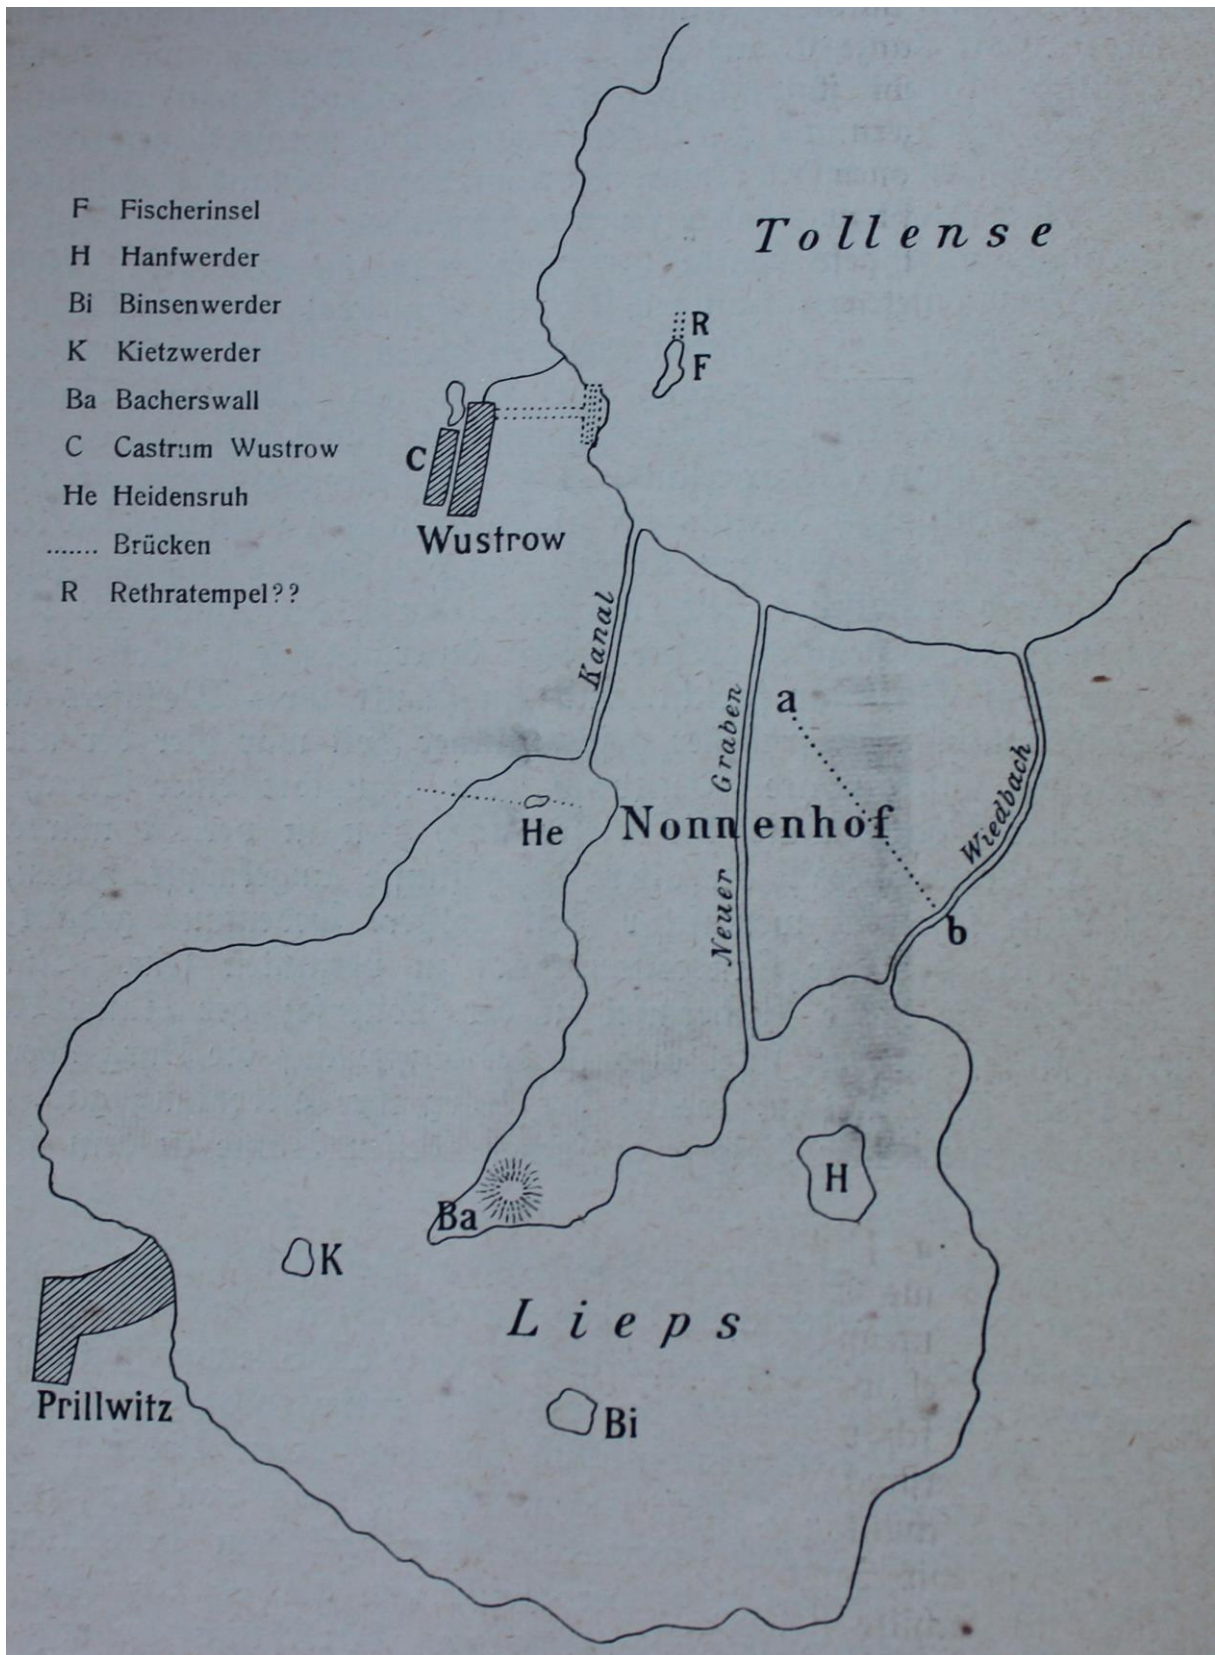 F Fischerinsel
H Hanfwerder
Bi Binsenwerder
K Kietzwerder
Ba Bacherswall
C Castrum Wustrow
He Heidensruh
....... Brücken
R Rethratempel??
Tollense
R
F
C
Wustrow
Kanal
Neuer Graben
a
Wiedbach
He
Nonnenhof
b
H
Ba
K
Lieps
Prillwitz
Bi